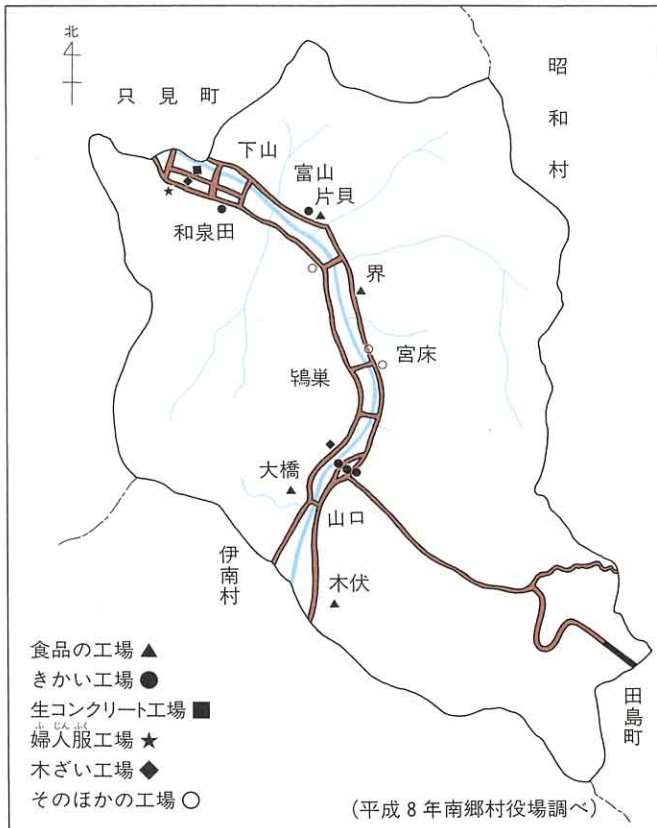 北
只見町
昭和村
下山
富山
片貝
和泉田
界
宮床
鴇巣
大橋
山口
伊南村
木伏
田島町
食品の工場▲
きかい工場●
生コンクリート工場■
ふじんふく
婦人服工場★
木ざい工場◆
そのほかの工場○
(平成8年南郷村役場調べ)